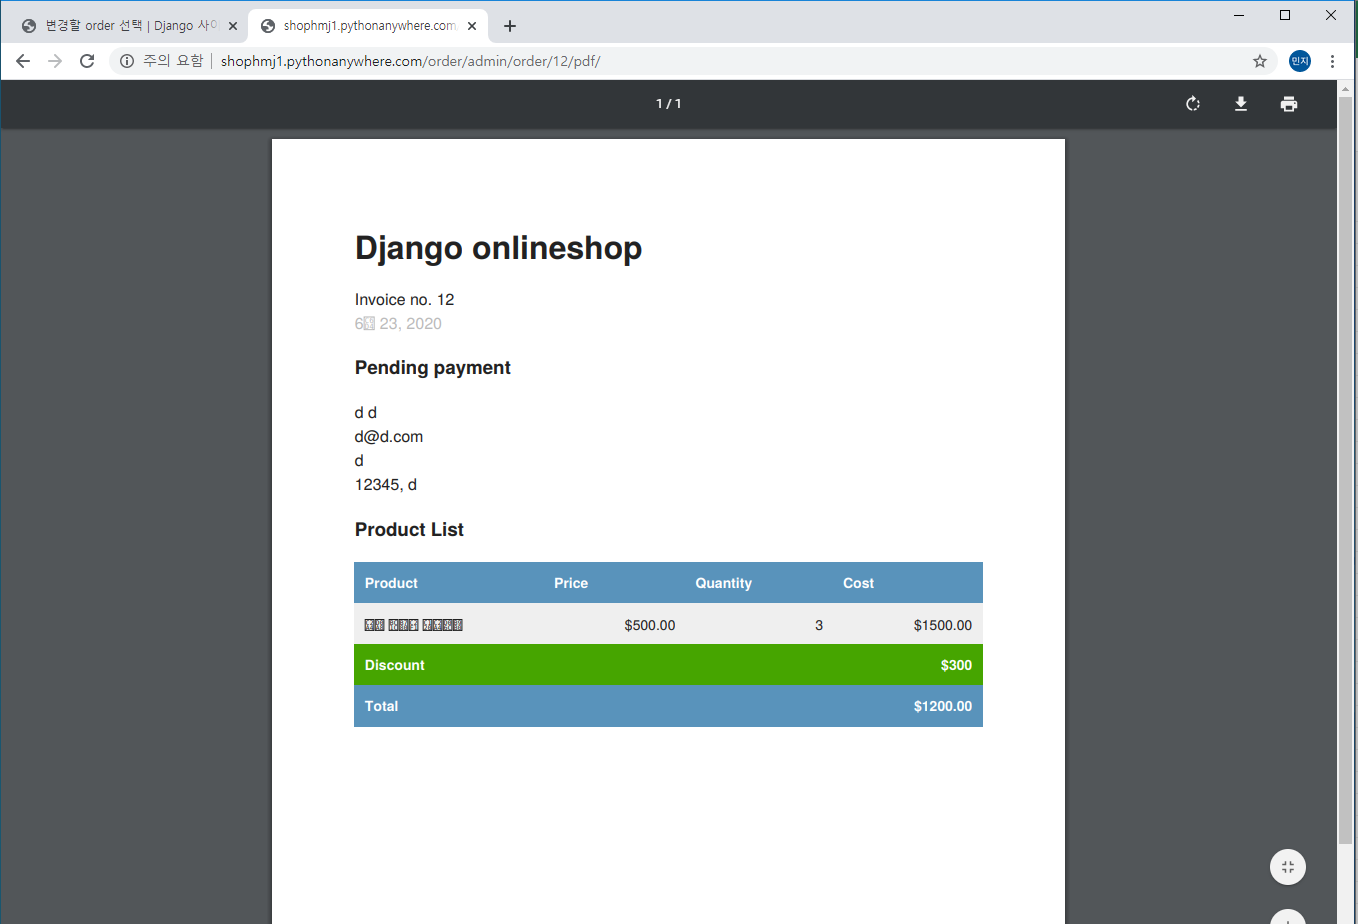 변경할 order 선택 | Django 사이
shophmj1.pythonanywhere.com
주의 요함 | shophmj1.pythonanywhere.com/order/admin/order/12/pdf/
민지
1 / 1
Django onlineshop
Invoice no. 12
6 23, 2020
Pending payment
d d
d@d.com
d
12345, d
Product List
Product Price Quantity Cost
$500.00 3 $1500.00
Discount $300
Total $1200.00